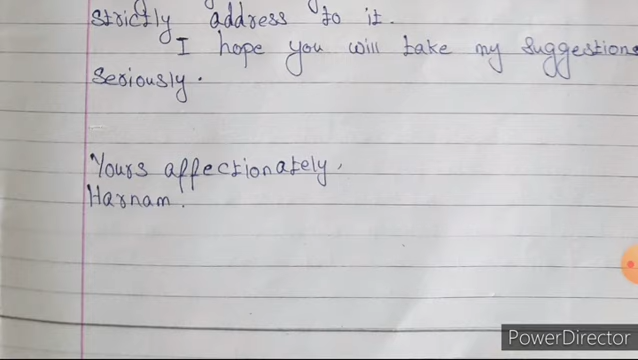 strictly address to it.
I hope you will take my suggestions
seriously.
Yours affectionately,
Harnam.
PowerDirector